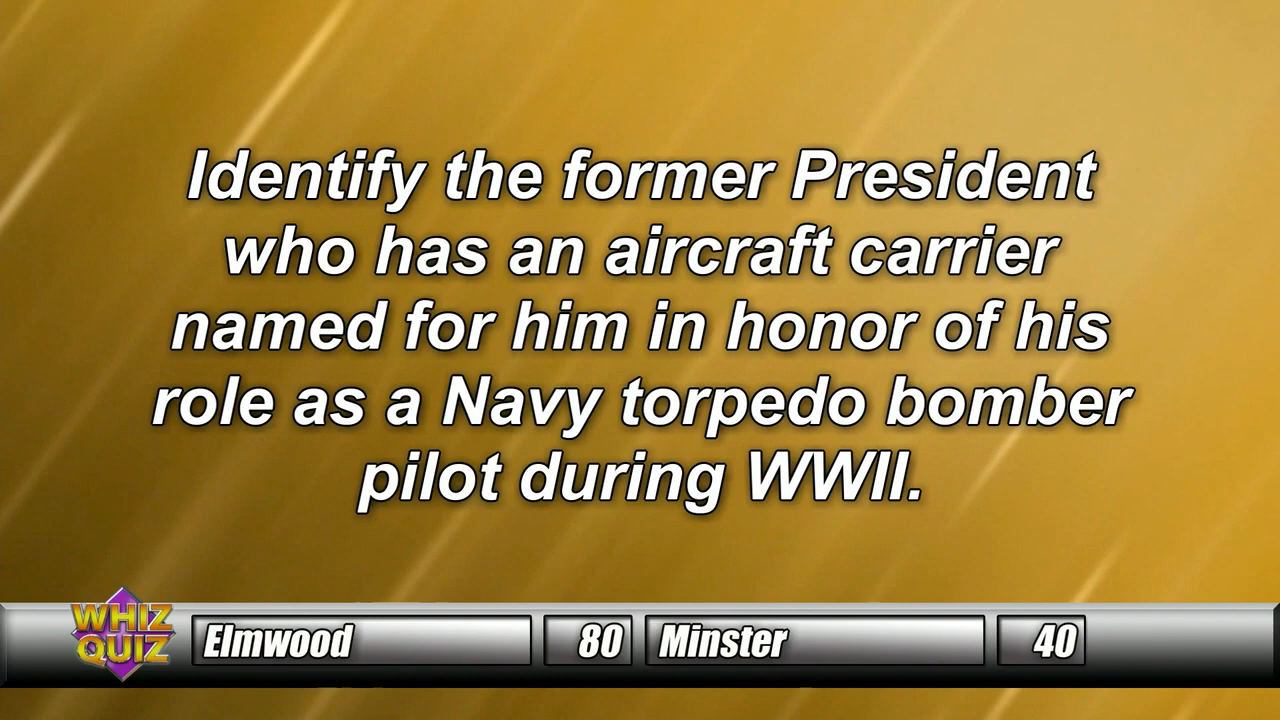 Identify the former President
who has an aircraft carrier
named for him in honor of his
role as a Navy torpedo bomber
pilot during WWII.
WHIZ
QUIZ
Elmwood 80 Minster 40